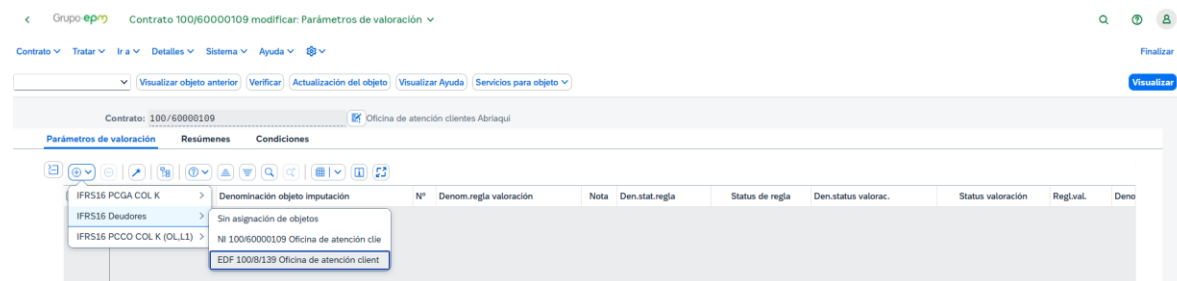 Grupo·epm Contrato 100/60000109 modificar: Parámetros de valoración
Contrato Tratar Ir a Detalles Sistema Ayuda Finalizar
Visualizar objeto anterior Verificar Actualización del objeto Visualizar Ayuda Servicios para objeto Visualizar
Contrato: 100/60000109 Oficina de atención clientes Abriaqui
Parámetros de valoración Resúmenes Condiciones
IFRS16 PCGA COL K Denominación objeto imputación Nº Denom.regla valoración Nota Den.stat.regla Status de regla Den.status valorac. Status valoración Regl.val. Deno
IFRS16 Deudores Sin asignación de objetos
IFRS16 PCCO COL K (OL,L1) NI 100/60000109 Oficina de atención clie
EDF 100/8/139 Oficina de atención client